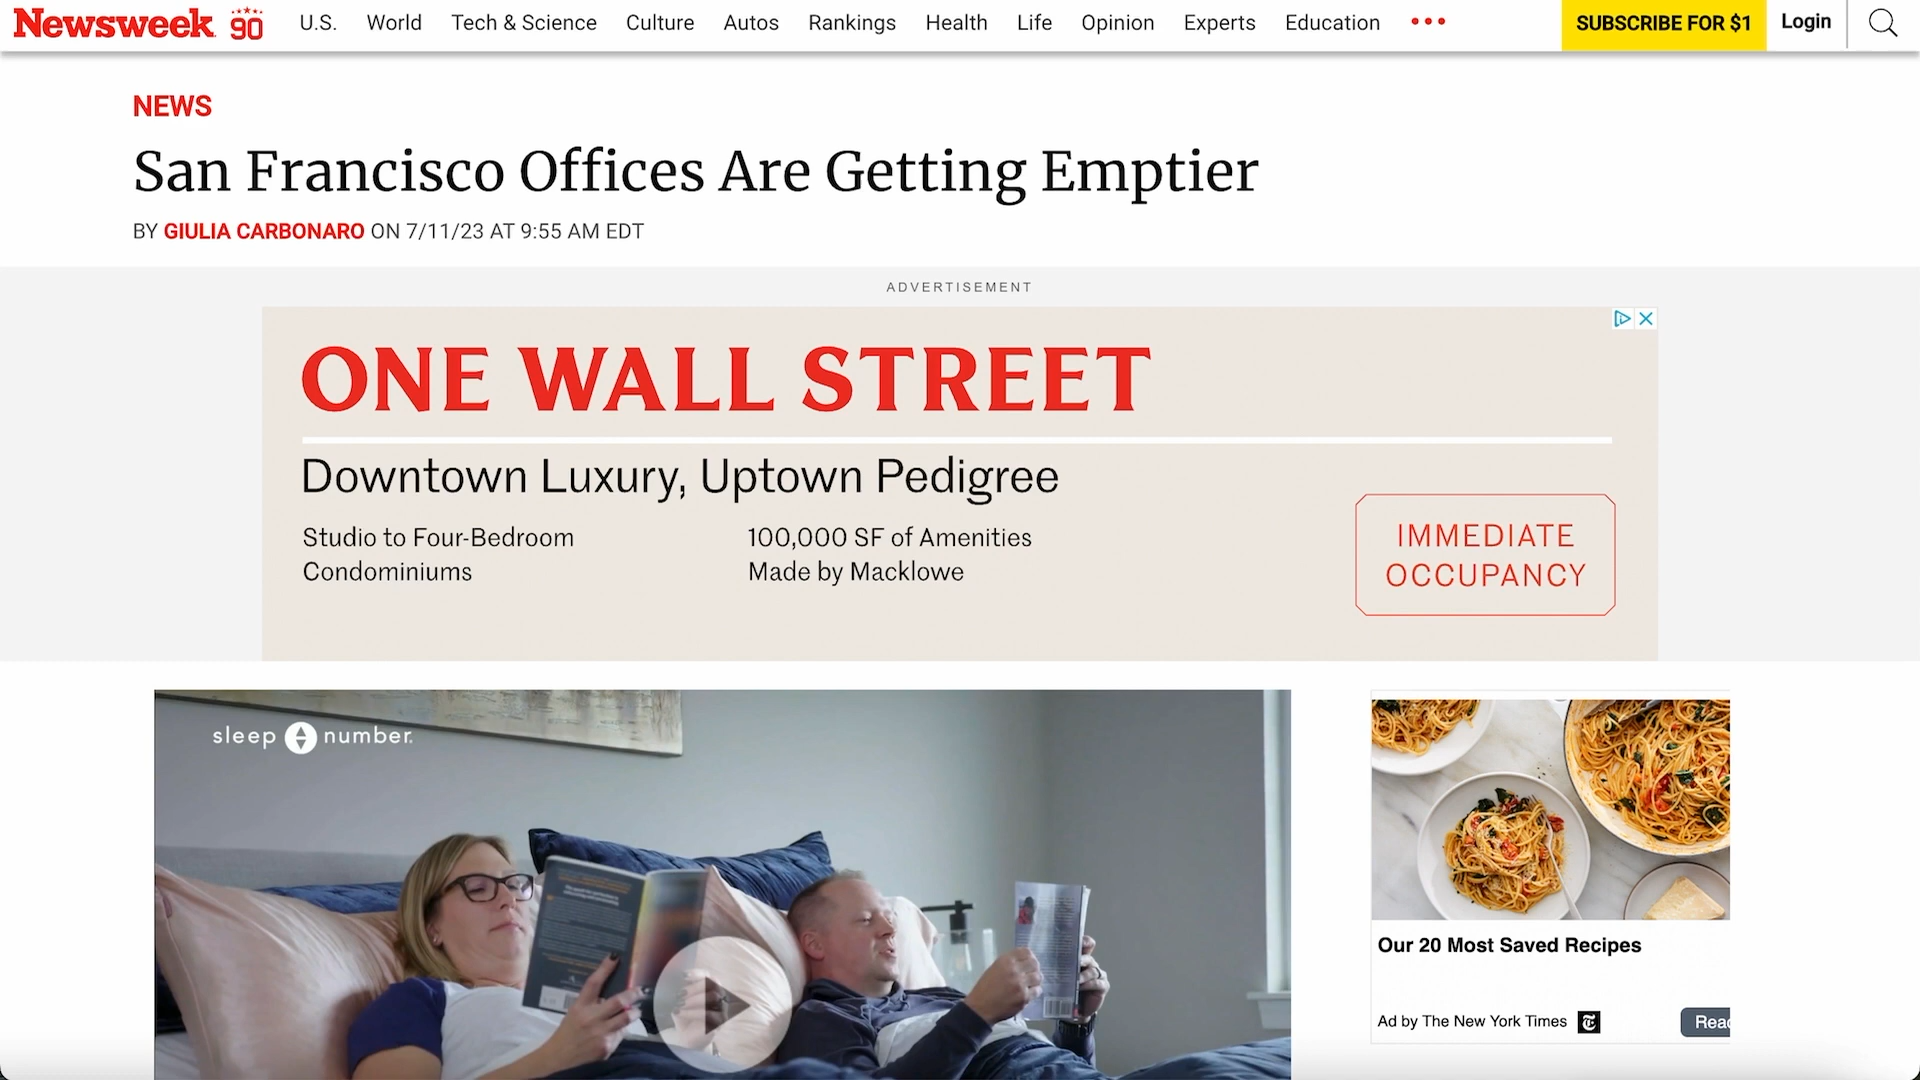 Newsweek 90 U.S. World Tech & Science Culture Autos Rankings Health Life Opinion Experts Education SUBSCRIBE FOR $1 Login
NEWS
San Francisco Offices Are Getting Emptier
BY GIULIA CARBONARO ON 7/11/23 AT 9:55 AM EDT
ADVERTISEMENT
ONE WALL STREET
Downtown Luxury, Uptown Pedigree
Studio to Four-Bedroom
Condominiums
100,000 SF of Amenities
Made by Macklowe
IMMEDIATE
OCCUPANCY
sleep number.
Our 20 Most Saved Recipes
Ad by The New York Times
Read